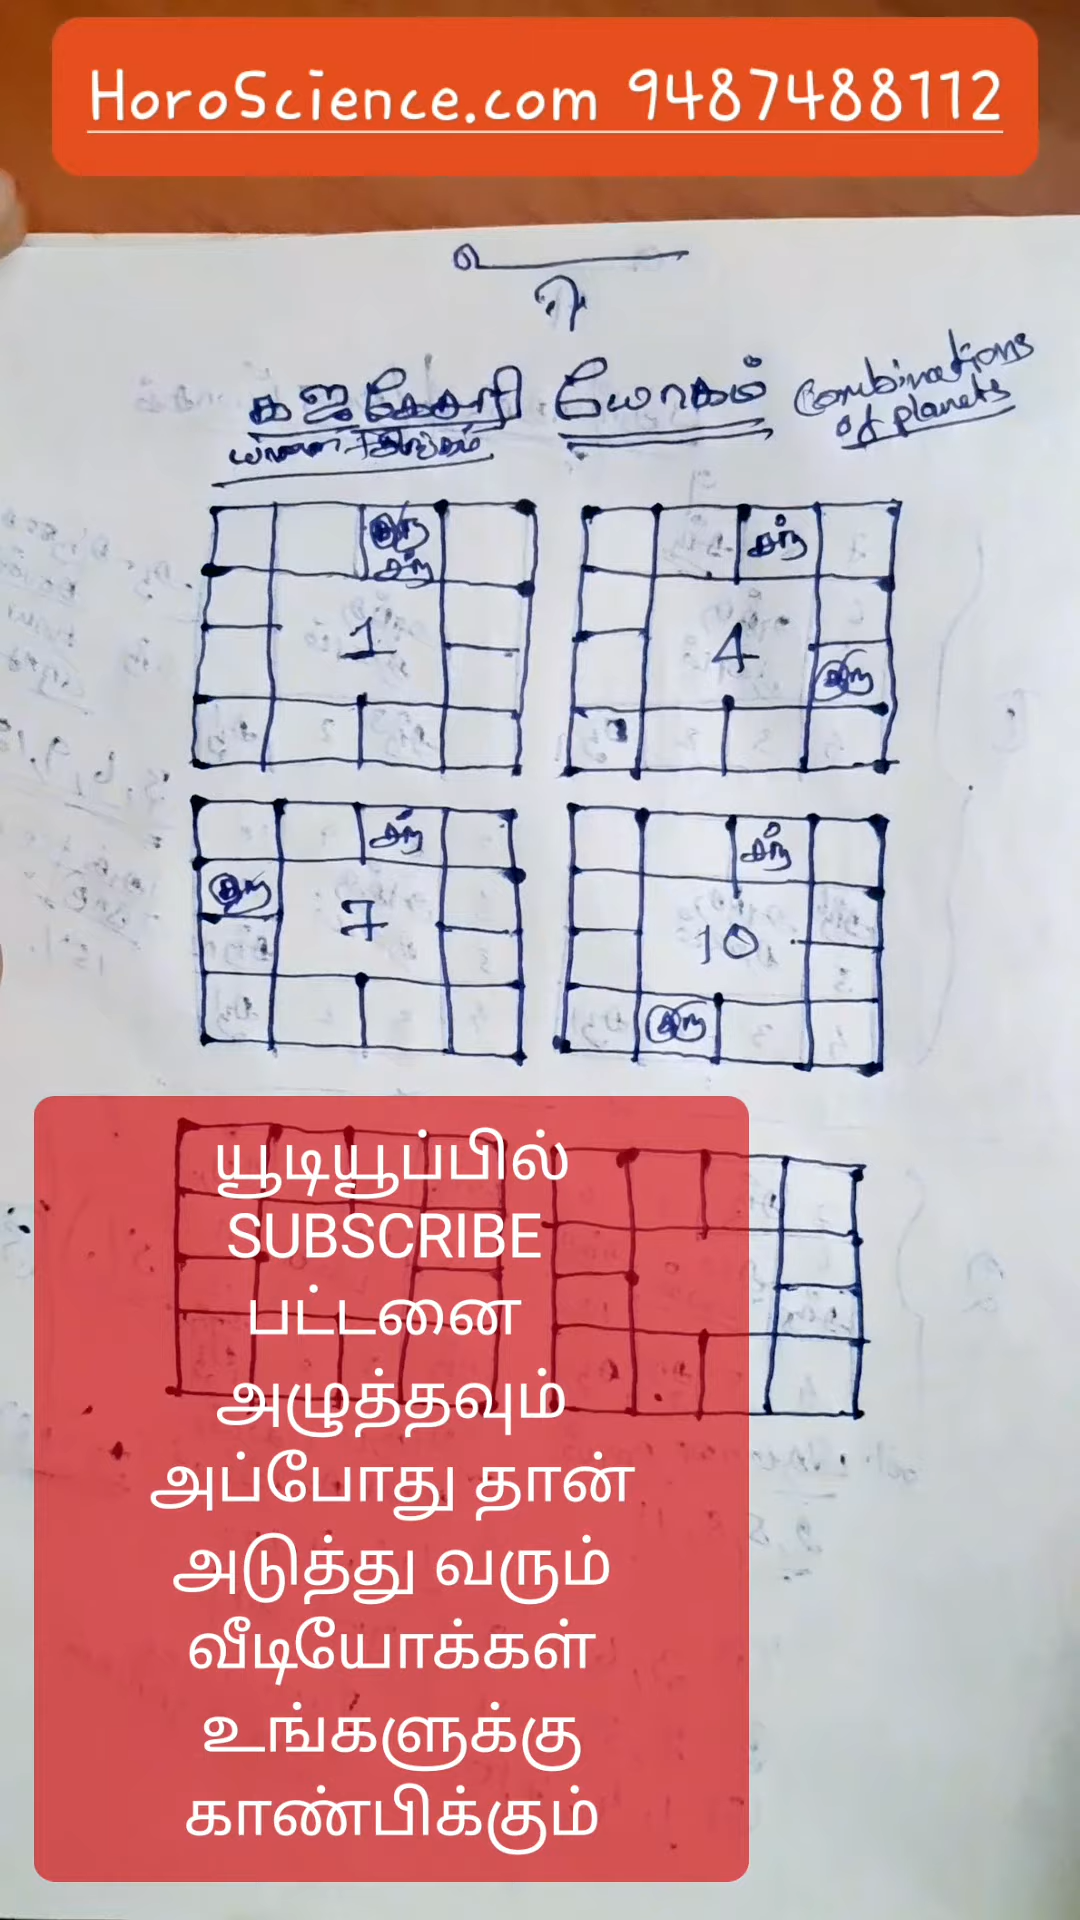 HoroScience.com 9487488112
உ
கஜகேசரி யோகம்
Combinations
of planets
யானை + சிங்கம்
குரு
சந்
1
சந்
4
குரு
சந்
குரு
7
சந்
10
குரு
யூடியூப்பில்
SUBSCRIBE
பட்டனை
அழுத்தவும்
அப்போது தான்
அடுத்து வரும்
வீடியோக்கள்
உங்களுக்கு
காண்பிக்கும்